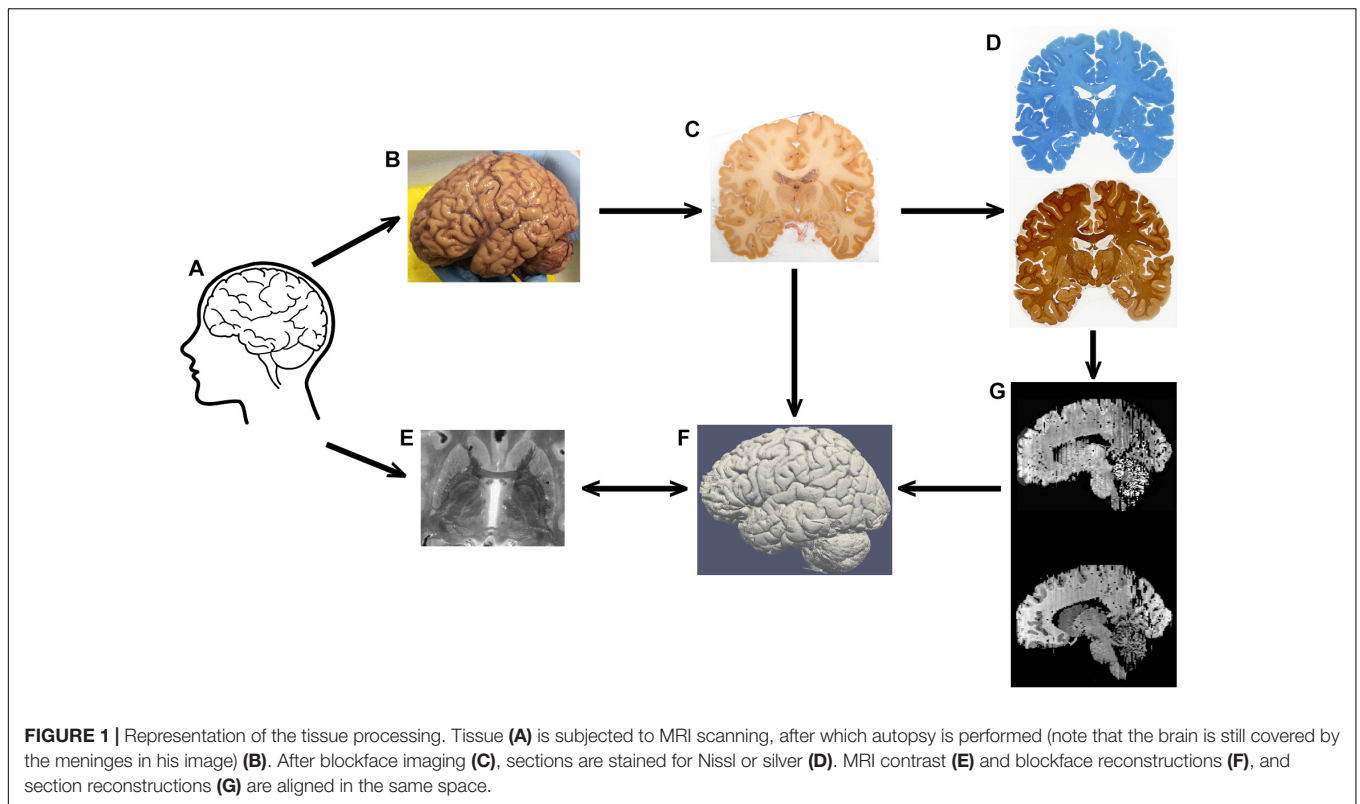 A
B
C
D
E
F
G
FIGURE 1 | Representation of the tissue processing. Tissue (A) is subjected to MRI scanning, after which autopsy is performed (note that the brain is still covered by
the meninges in his image) (B). After blockface imaging (C), sections are stained for Nissl or silver (D). MRI contrast (E) and blockface reconstructions (F), and
section reconstructions (G) are aligned in the same space.